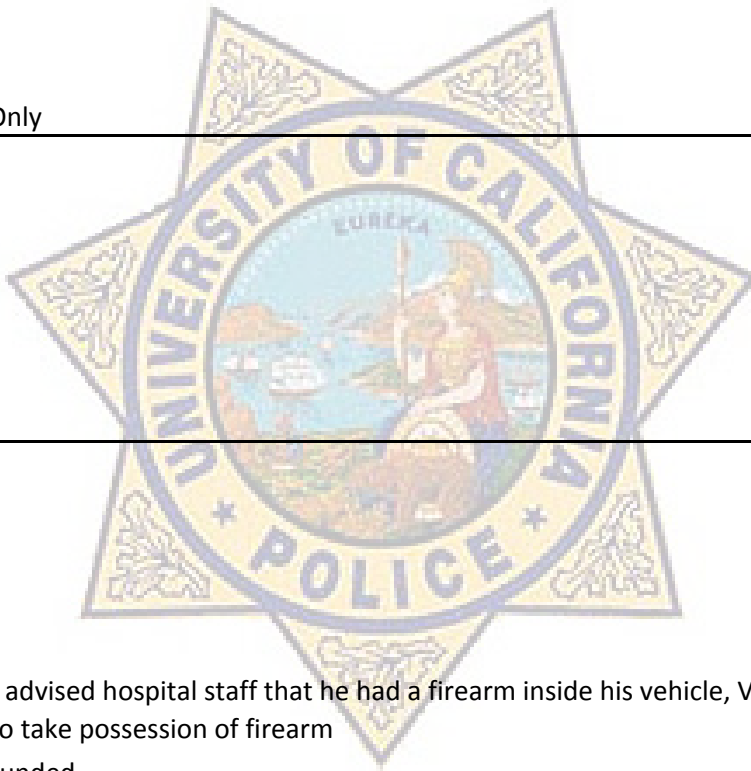 Only
UNIVERSITY OF CALIFORNIA
EUREKA
POLICE
advised hospital staff that he had a firearm inside his vehicle, V
o take possession of firearm
unded